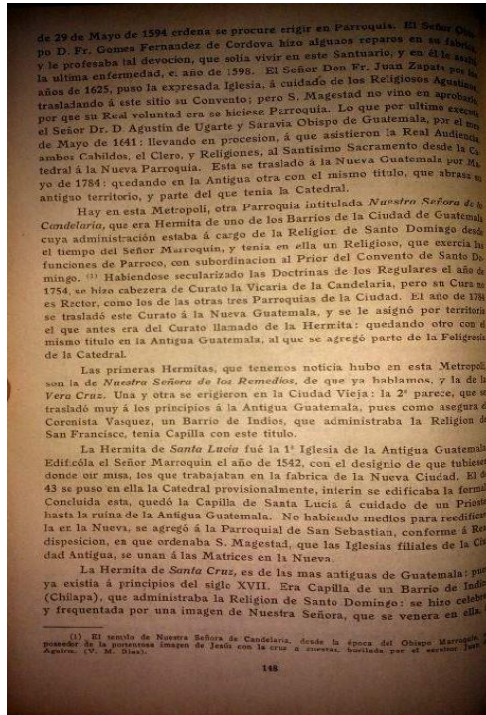 de 29 de Mayo de 1594 ordena se procure erigir en Parroquia. El Señor Obis-
po D. Fr. Gomes Fernandez de Cordova hizo algunos reparos en su fabrica,
y le profesaba tal devocion, que solia vivir en este Santuario, y en él le
la ultima enfermedad, el año de 1598. El Señor Don Fr. Juan Zapata por los
años de 1625, puso la expresada Iglesia, á cuidado de los Religiosos Agustinos
trasladando á este sitio su Convento; pero S. Magestad no vino en aprobarlo
por que su Real voluntad era se hiciese Parroquia. Lo que por ultimo
el Señor Dr. D Agustin de Ugarte y Saravia Obispo de Guatemala, por el mes
de Mayo de 1641: llevando en procesion, á que asistieron la Real Audiencia
ambos Cabildos, el Clero, y Religiones, al Santisimo Sacramento desde la Ca-
tedral á la Nueva Parroquia. Esta se trasladó á la Nueva Guatemala por Ma-
yo de 1784: quedando en la Antigua otra con el mismo titulo, que abrasa su
antiguo territorio, y parte del que tenia la Catedral.
Hay en esta Metropoli, otra Parroquia intitulada Nuestra Señora de la
Candelaria, que era Hermita de uno de los Barrios de la Ciudad de Guatemala
cuya administración estaba á cargo de la Religion de Santo Domingo desde
el tiempo del Señor Marroquin, y tenia en ella un Religioso, que exercia las
funciones de Parroco, con subordinacion al Prior del Convento de Santo Do-
mingo. (1) Habiendose secularizado las Doctrinas de los Regulares el año de
1754, se hizo cabezera de Curato la Vicaria de la Candelaria, pero su Cura no
es Rector, como los de las otras tres Parroquias de la Ciudad. El año de 1784
se trasladó este Curato á la Nueva Guatemala, y se le asignó por territorio
el que antes era del Curato llamado de la Hermita: quedando otro con el
mismo titulo en la Antigua Guatemala, al que se agregó parte de la Feligresia
de la Catedral.
Las primeras Hermitas, que tenemos noticia hubo en esta Metropoli,
son la de Nuestra Señora de los Remedios, de que ya hablamos, y la de la
Vera Cruz. Una y otra se erigieron en la Ciudad Vieja: la 2ª parece, que se
trasladó muy á los principios á la Antigua Guatemala, pues como asegura el
Coronista Vasquez, un Barrio de Indios, que administraba la Religion de
San Francisco, tenia Capilla con este titulo.
La Hermita de Santa Lucia fué la 1ª Iglesia de la Antigua Guatemala
Edificóla el Señor Marroquin el año de 1542, con el designio de que tubiesen
donde oir misa, los que trabajaban en la fabrica de la Nueva Ciudad. El de
43 se puso en ella la Catedral provisionalmente, interin se edificaba la formal
Concluida esta, quedó la Capilla de Santa Lucia á cuidado de un Prioste
hasta la ruina de la Antigua Guatemala. No habiendo medios para reedificar-
la en la Nueva, se agregó á la Parroquial de San Sebastian, conforme á Real
disposicion, en que ordenaba S. Magestad, que las Iglesias filiales de la Ciu-
dad Antigua, se unan á las Matrices en la Nueva.
La Hermita de Santa Cruz, es de las mas antiguas de Guatemala: pues
ya existia á principios del siglo XVII. Era Capilla de un Barrio de Indios
(Chilapa), que administraba la Religion de Santo Domingo: se hizo celebre
y frequentada por una imagen de Nuestra Señora, que se venera en ella.
(1) El templo de Nuestra Señora de Candelaria, desde la época del Obispo Marroquin,
poseedor de la portentosa imagen de Jesús con la cruz a cuestas, burilada por el escultor Juan
Aguirre. (V. M. Diaz).
148